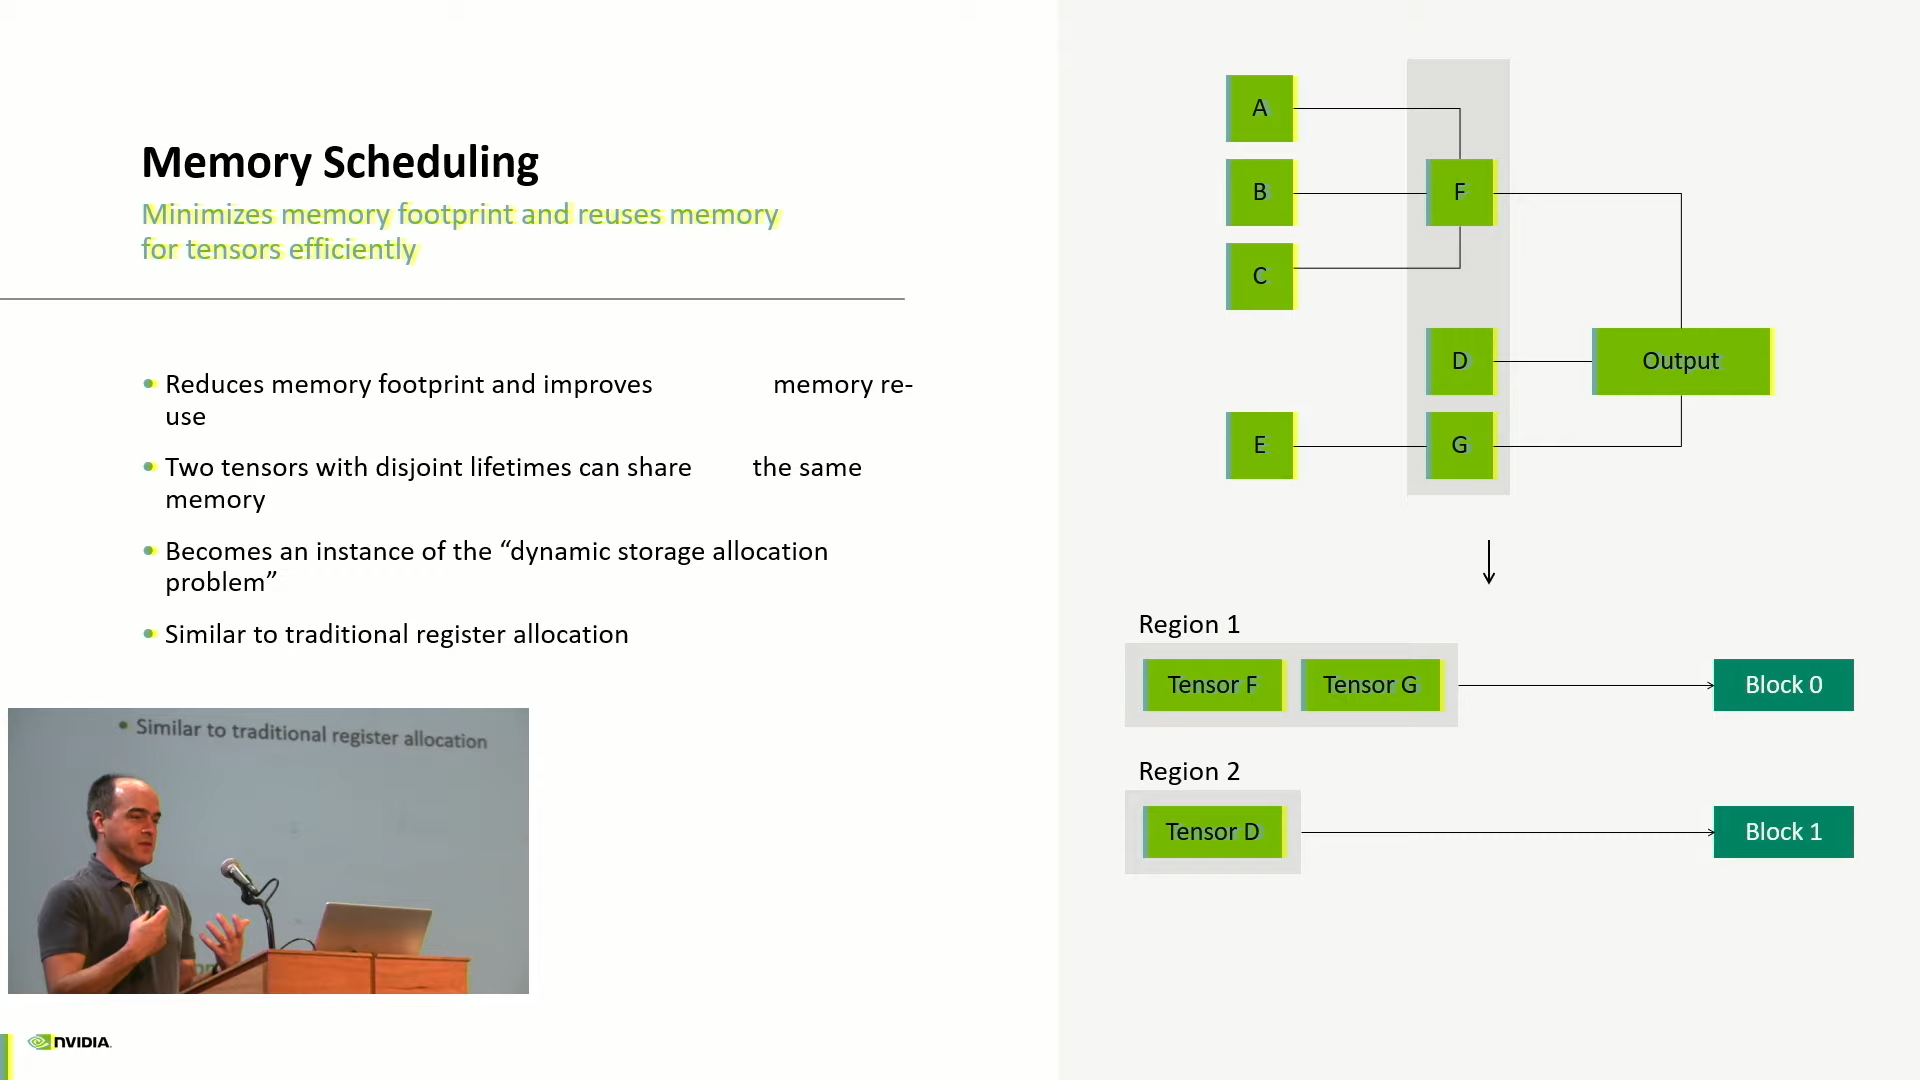 Memory Scheduling
Minimizes memory footprint and reuses memory
for tensors efficiently
• Reduces memory footprint and improves memory re-
use
• Two tensors with disjoint lifetimes can share the same
memory
• Becomes an instance of the “dynamic storage allocation
problem”
• Similar to traditional register allocation
• Similar to traditional register allocation
NVIDIA.
A
B
F
C
D
Output
E
G
Region 1
Tensor F
Tensor G
Block 0
Region 2
Tensor D
Block 1